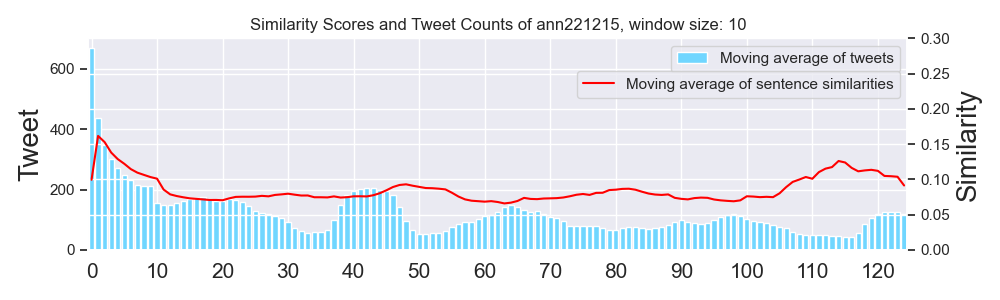 Similarity Scores and Tweet Counts of ann221215, window size: 10
Moving average of tweets
Moving average of sentence similarities
Tweet
600
400
200
0
0.30
0.25
0.20
0.15
0.10
0.05
0.00
Similarity
0 10 20 30 40 50 60 70 80 90 100 110 120